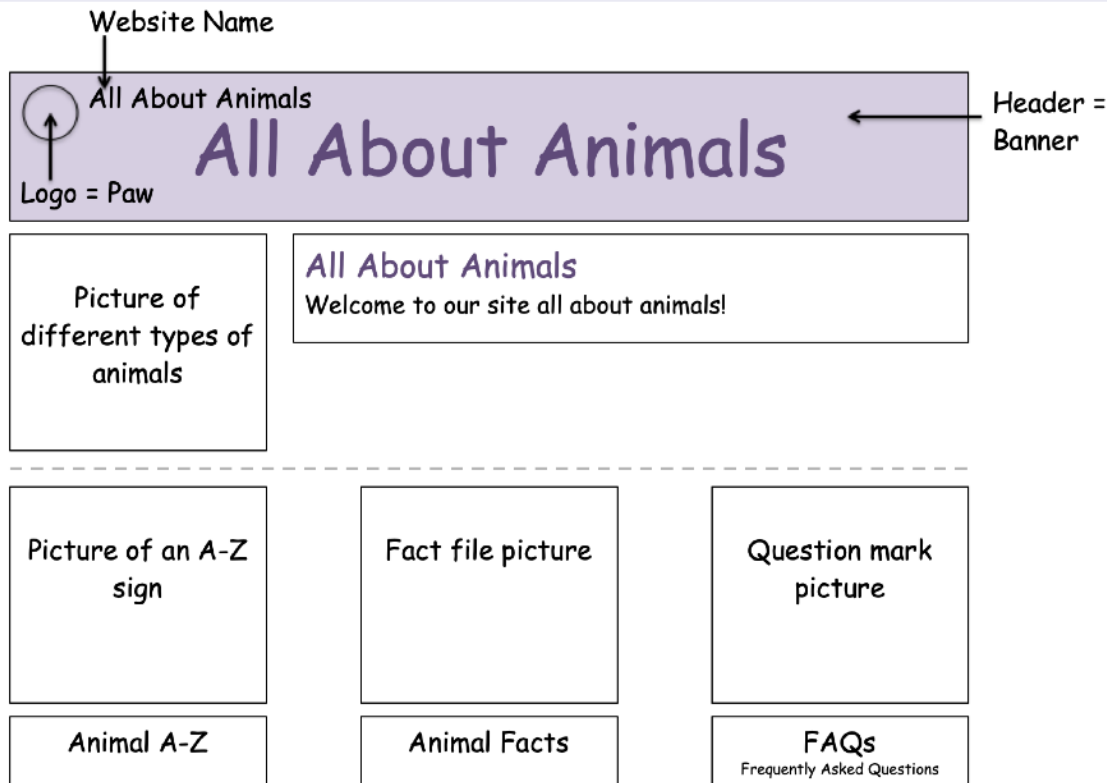 Website Name
All About Animals
All About Animals
Header =
Banner
Logo = Paw
All About Animals
Welcome to our site all about animals!
Picture of
different types of
animals
Picture of an A-Z
sign
Fact file picture
Question mark
picture
Animal A-Z
Animal Facts
FAQs
Frequently Asked Questions